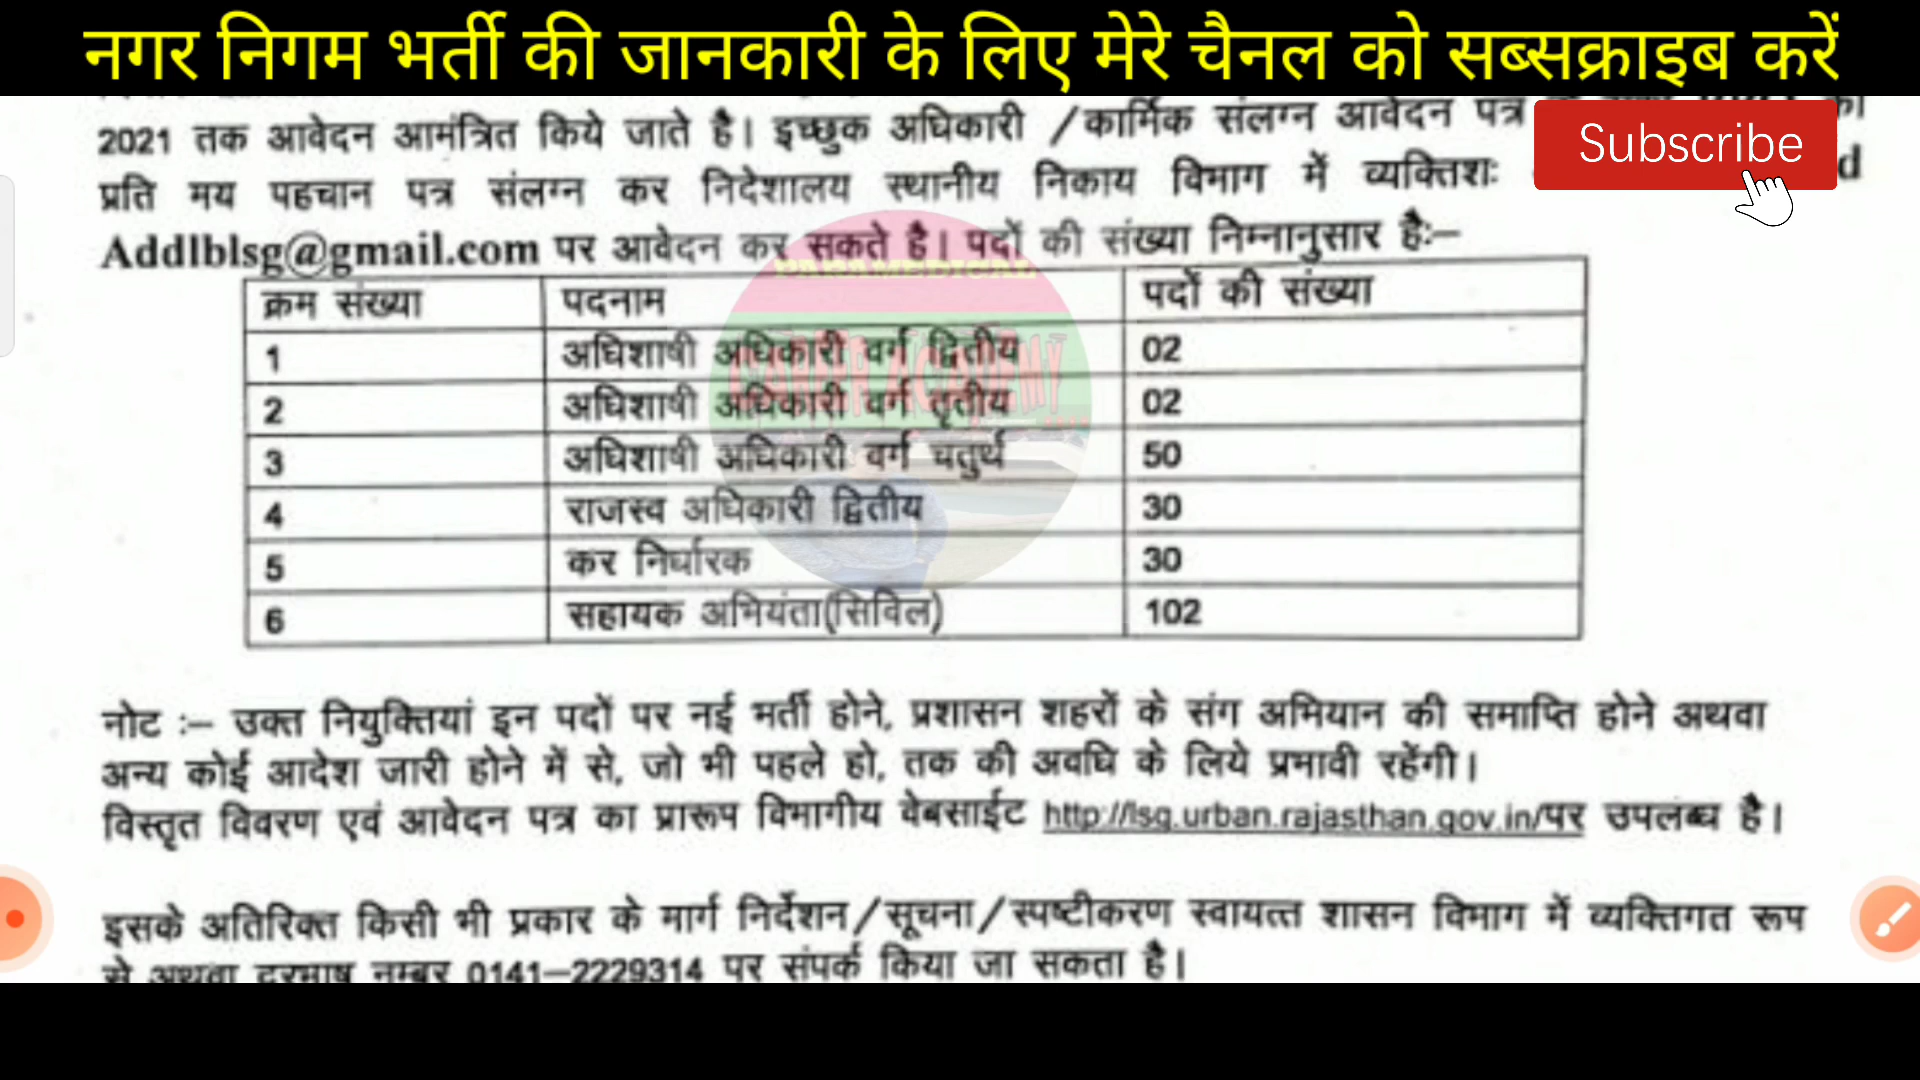 नगर निगम भर्ती की जानकारी के लिए मेरे चैनल को सब्सक्राइब करें
2021 तक आवेदन आमंत्रित किये जाते है। इच्छुक अधिकारी /कार्मिक संलग्न आवेदन पत्र
Subscribe
प्रति मय पहचान पत्र संलग्न कर निदेशालय स्थानीय निकाय विभाग में व्यक्तिशः
Addlblsg@gmail.com पर आवेदन कर सकते है। पदों की संख्या निम्नानुसार है:–
PARAMEDICAL
CAREER ACADEMY ....
क्रम संख्या पदनाम पदों की संख्या
1 अधिशाषी अधिकारी वर्ग द्वितीय 02
2 अधिशाषी अधिकारी वर्ग तृतीय 02
3 अधिशाषी अधिकारी वर्ग चतुर्थ 50
4 राजस्व अधिकारी द्वितीय 30
5 कर निर्धारक 30
6 सहायक अभियंता(सिविल) 102
नोट :– उक्त नियुक्तियां इन पदों पर नई भर्ती होने, प्रशासन शहरों के संग अभियान की समाप्ति होने अथवा
अन्य कोई आदेश जारी होने में से, जो भी पहले हो, तक की अवधि के लिये प्रभावी रहेंगी।
विस्तृत विवरण एवं आवेदन पत्र का प्रारूप विभागीय वेबसाईट http://lsg.urban.rajasthan.gov.in/पर उपलब्ध है।
इसके अतिरिक्त किसी भी प्रकार के मार्ग निर्देशन/सूचना/स्पष्टीकरण स्वायत्त शासन विभाग में व्यक्तिगत रूप
से अथवा दूरभाष नम्बर 0141–2229314 पर संपर्क किया जा सकता है।